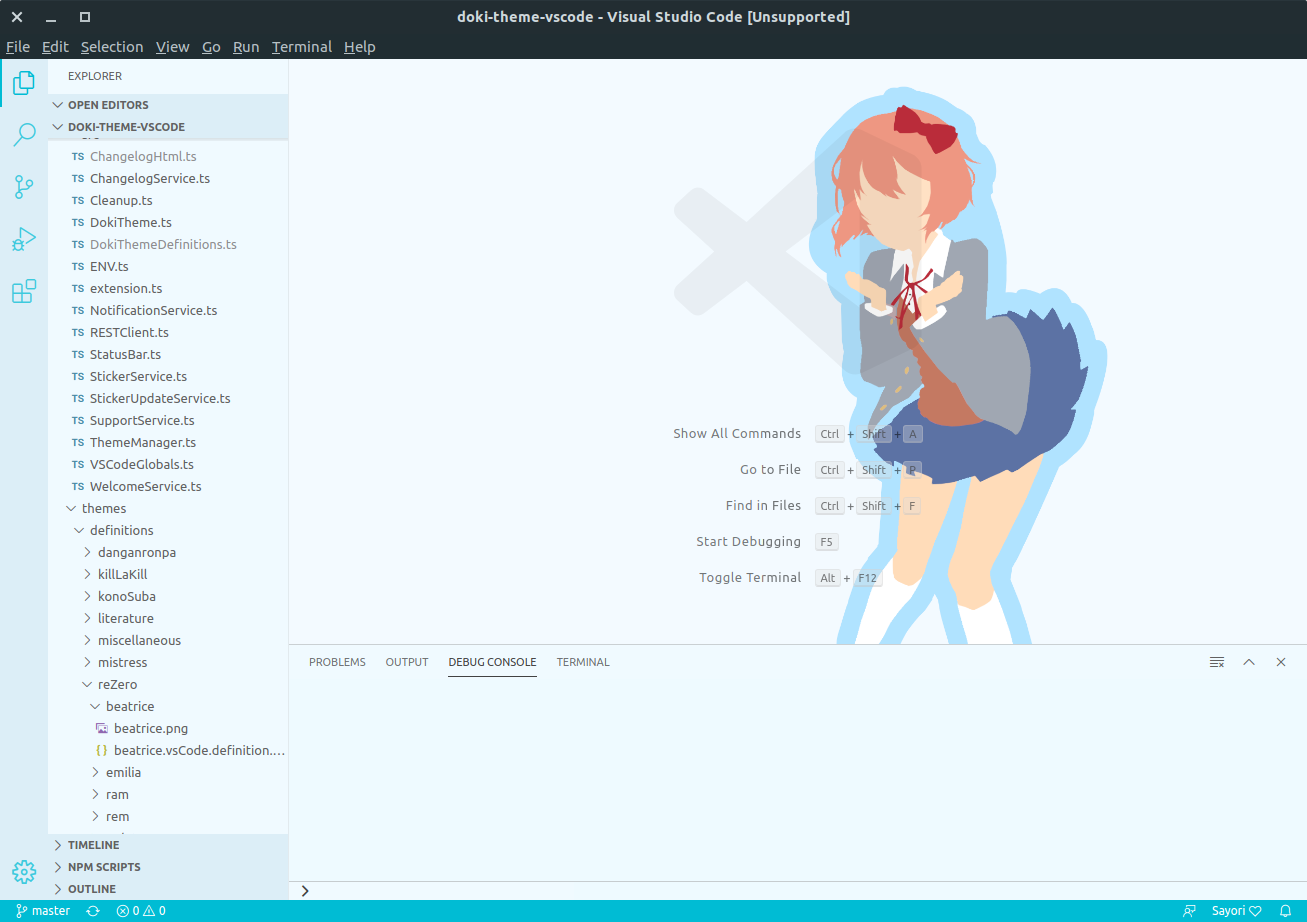 doki-theme-vscode - Visual Studio Code [Unsupported]
File Edit Selection View Go Run Terminal Help
EXPLORER
OPEN EDITORS
DOKI-THEME-VSCODE
TS ChangelogHtml.ts
TS ChangelogService.ts
TS Cleanup.ts
TS DokiTheme.ts
TS DokiThemeDefinitions.ts
TS ENV.ts
TS extension.ts
TS NotificationService.ts
TS RESTClient.ts
TS StatusBar.ts
TS StickerService.ts
TS StickerUpdateService.ts
TS SupportService.ts
TS ThemeManager.ts
TS VSCodeGlobals.ts
TS WelcomeService.ts
themes
definitions
danganronpa
killLaKill
konoSuba
literature
miscellaneous
mistress
reZero
beatrice
beatrice.png
{} beatrice.vsCode.definition....
emilia
ram
rem
TIMELINE
NPM SCRIPTS
OUTLINE
Show All Commands Ctrl + Shift + A
Go to File Ctrl + Shift + P
Find in Files Ctrl + Shift + F
Start Debugging F5
Toggle Terminal Alt + F12
PROBLEMS OUTPUT DEBUG CONSOLE TERMINAL
master 0 0 Sayori♡